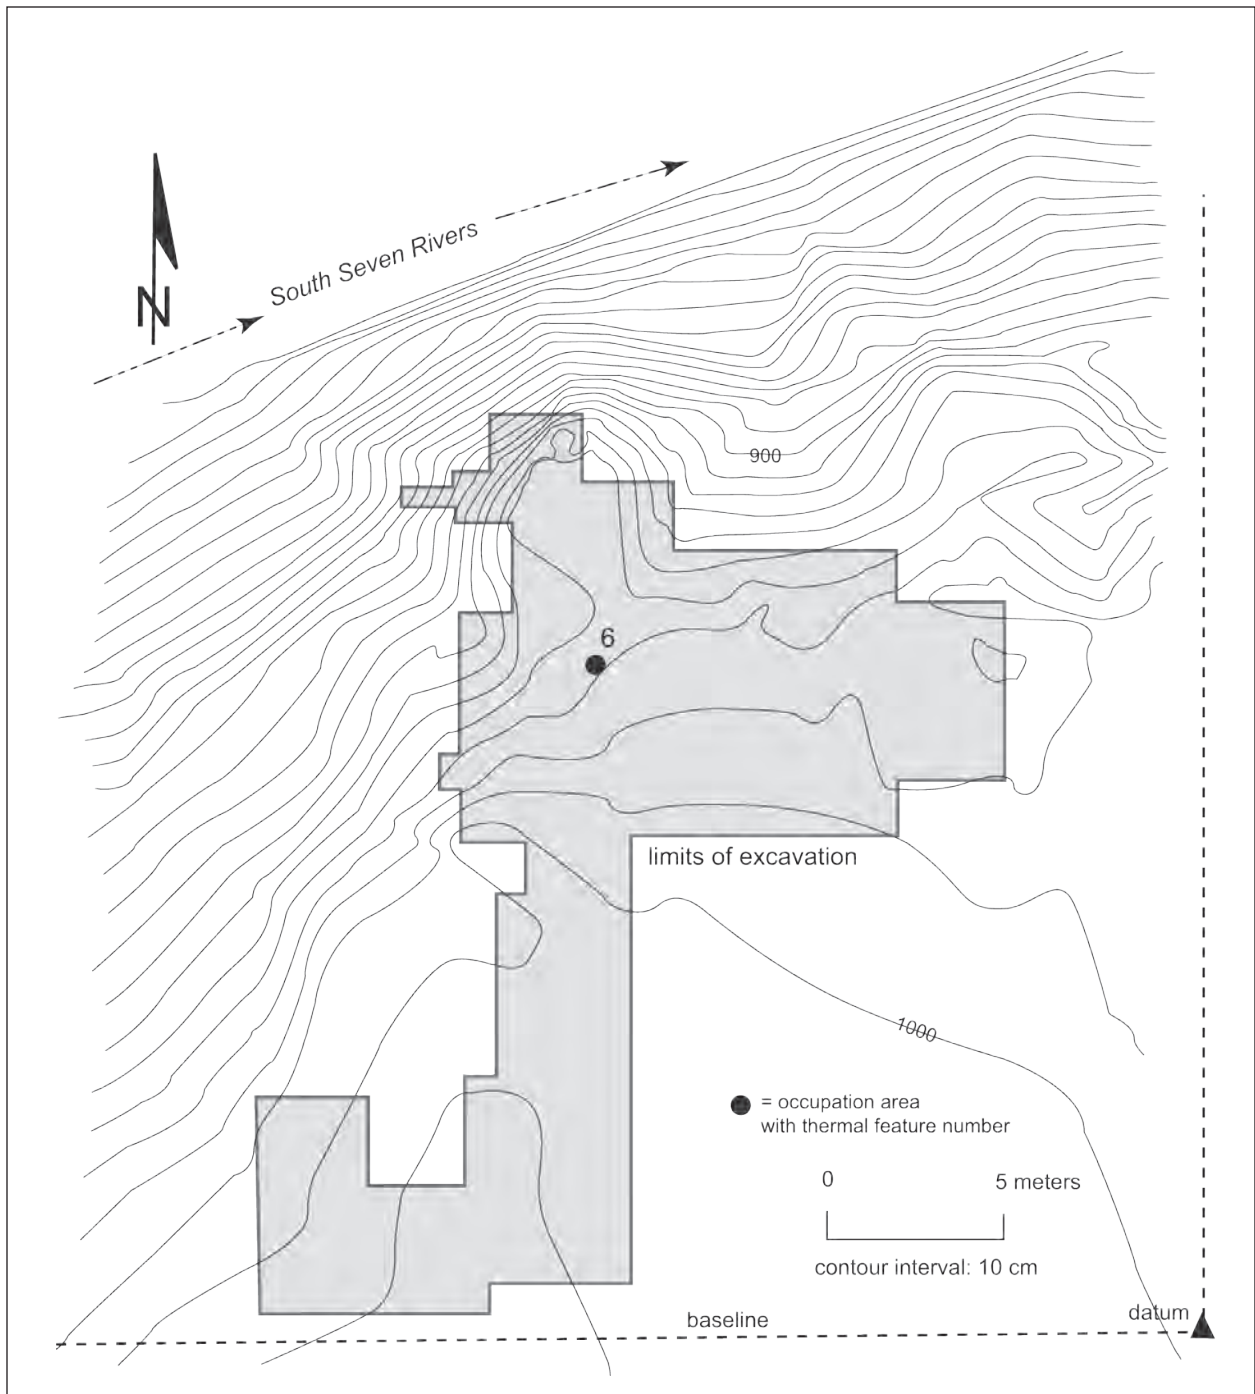 South Seven Rivers
N
900
6
limits of excavation
1000
= occupation area
with thermal feature number
0 5 meters
contour interval: 10 cm
baseline
datum